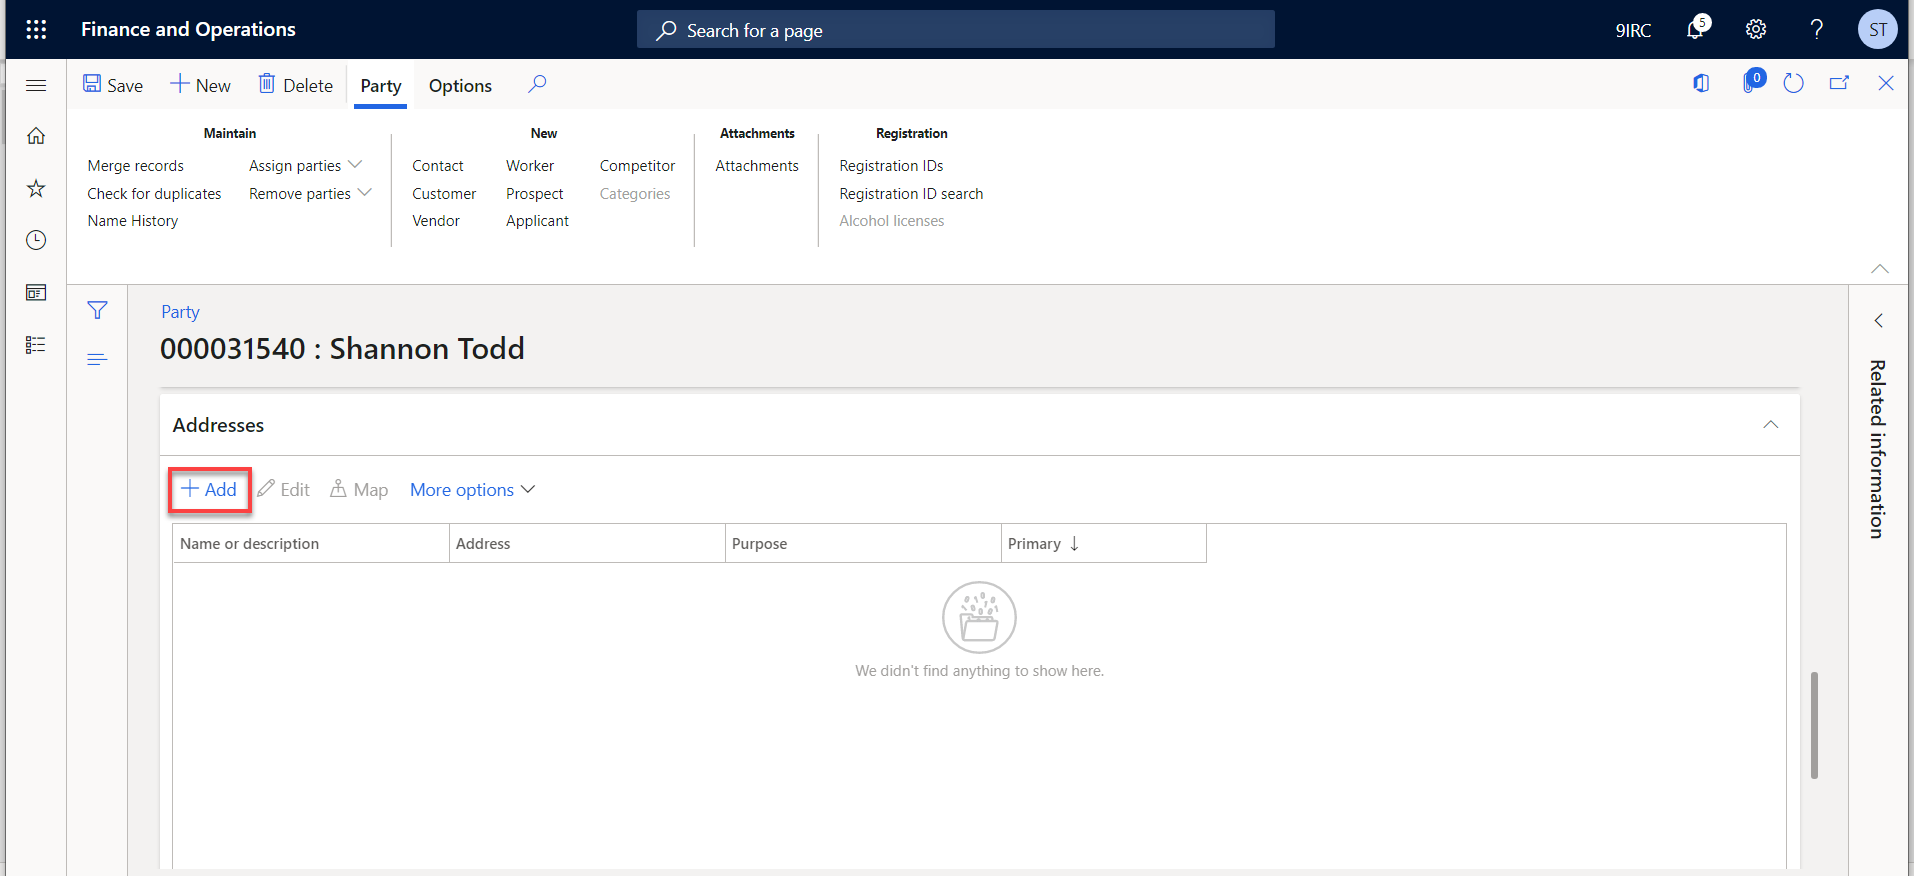 Finance and Operations
Search for a page
9IRC
5
ST
Save
New
Delete
Party
Options
0
Maintain
Merge records
Assign parties
Check for duplicates
Remove parties
Name History
New
Contact
Worker
Competitor
Customer
Prospect
Categories
Vendor
Applicant
Attachments
Attachments
Registration
Registration IDs
Registration ID search
Alcohol licenses
Party
000031540 : Shannon Todd
Addresses
Add
Edit
Map
More options
Name or description
Address
Purpose
Primary
We didn't find anything to show here.
Related information